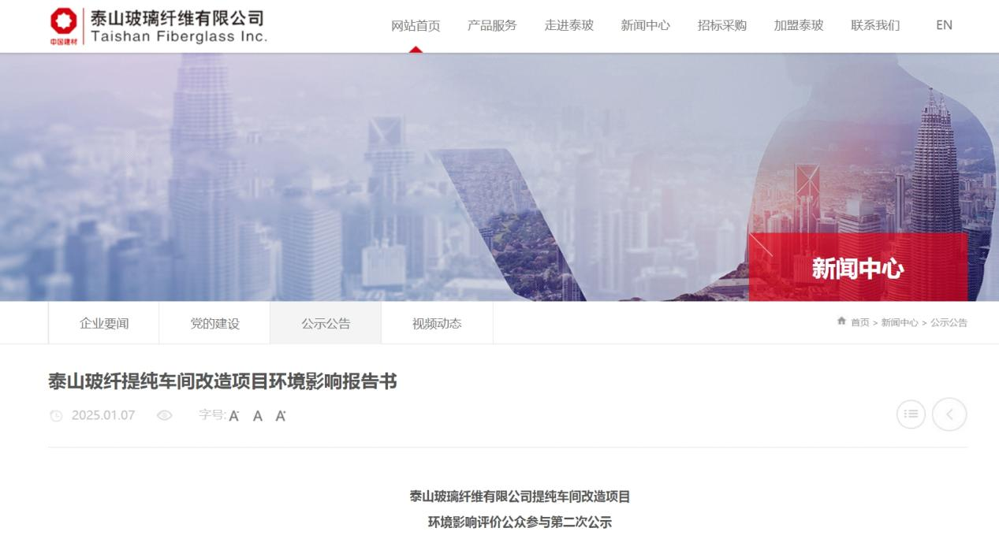 泰山玻璃纤维有限公司
Taishan Fiberglass Inc.
中国建材
网站首页 产品服务 走进泰玻 新闻中心 招标采购 加盟泰玻 联系我们 EN
新闻中心
企业要闻 党的建设 公示公告 视频动态 首页 > 新闻中心 > 公示公告
泰山玻纤提纯车间改造项目环境影响报告书
2025.01.07 字号: A- A A+
泰山玻璃纤维有限公司提纯车间改造项目
环境影响评价公众参与第二次公示